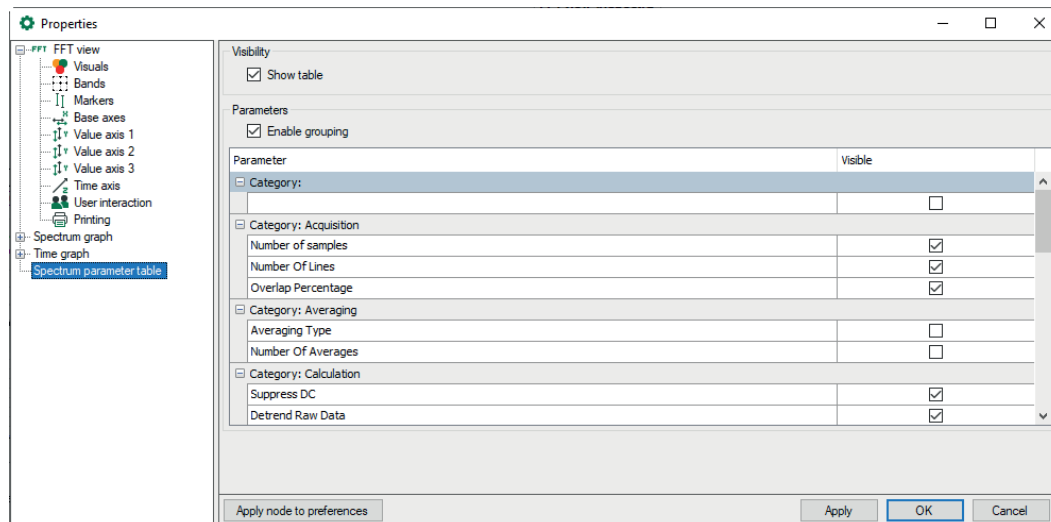 Properties
FFT FFT view
Visuals
Bands
Markers
X Base axes
Y Value axis 1
Y Value axis 2
Y Value axis 3
Z Time axis
User interaction
Printing
Spectrum graph
Time graph
Spectrum parameter table
Visibility
Show table
Parameters
Enable grouping
Parameter Visible
Category:
Category: Acquisition
Number of samples
Number Of Lines
Overlap Percentage
Category: Averaging
Averaging Type
Number Of Averages
Category: Calculation
Suppress DC
Detrend Raw Data
Apply node to preferences Apply OK Cancel